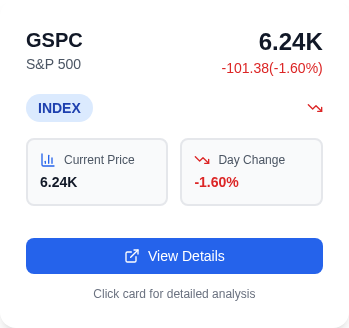 GSPC
6.24K
S&P 500
-101.38(-1.60%)
INDEX
Current Price
6.24K
Day Change
-1.60%
View Details
Click card for detailed analysis